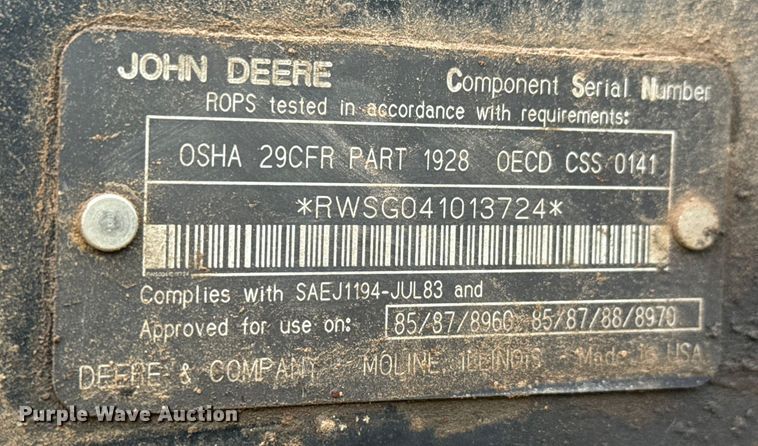 JOHN DEERE Component Serial Number
ROPS tested in accordance with requirements:
OSHA 29CFR PART 1928 OECD CSS 0141
*RWSG041013724*
Complies with SAEJ1194-JUL83 and
Approved for use on: 85/87/8960 85/87/88/8970
DEERE & COMPANY MOLINE, ILLINOIS Made in USA
Purple Wave Auction